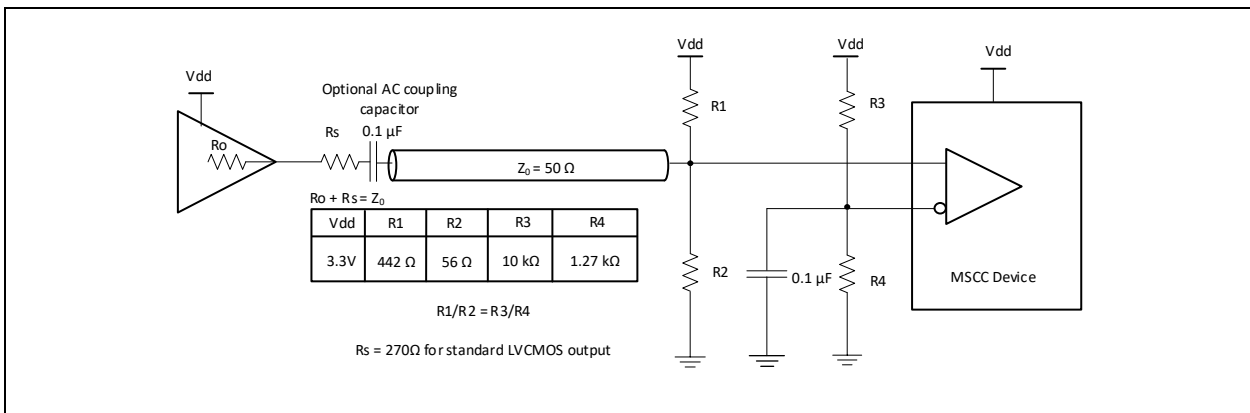 Vdd
Vdd
Vdd
Vdd
Optional AC coupling
capacitor
R1
R3
Ro
Rs
0.1 µF
Z0 = 50 Ω
Ro + Rs = Z0
Vdd R1 R2 R3 R4
3.3V 442 Ω 56 Ω 10 kΩ 1.27 kΩ
R2
0.1 µF
R4
MSCC Device
R1/R2 = R3/R4
Rs = 270Ω for standard LVCMOS output